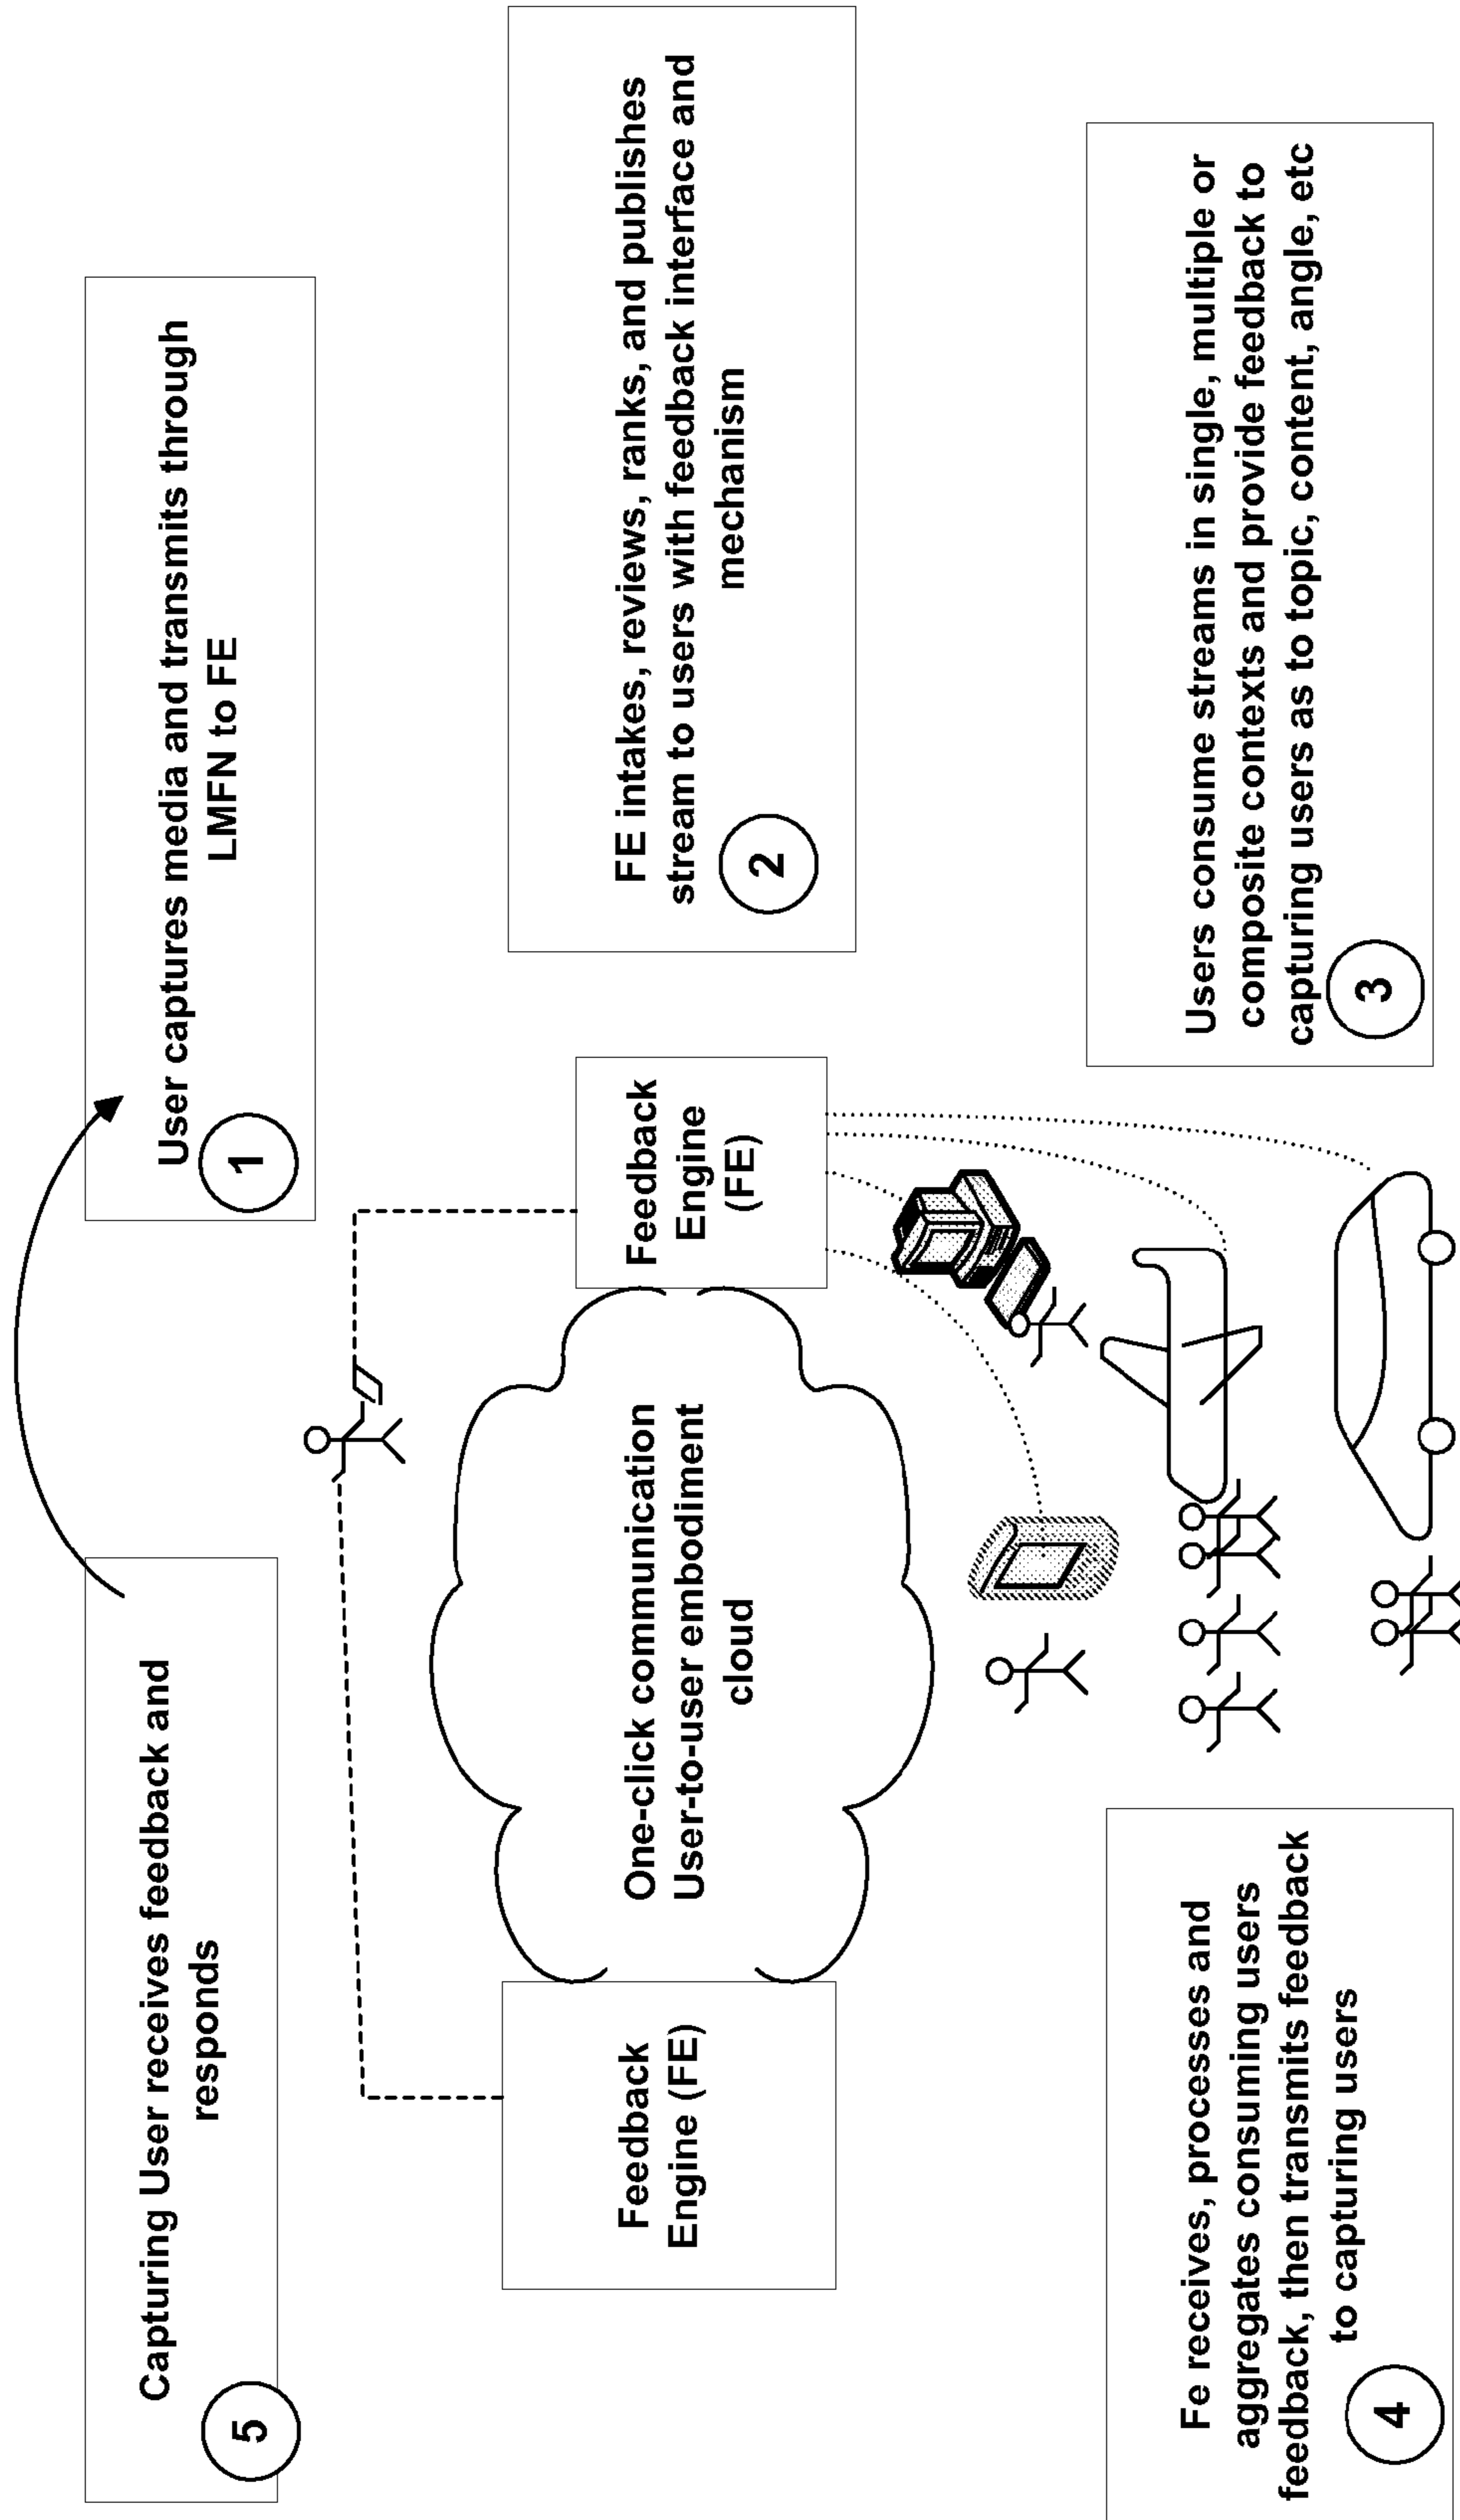 Capturing User receives feedback and
responds
5
User captures media and transmits through
LMFN to FE
1
Feedback
Engine (FE)
One-click communication
User-to-user embodiment
cloud
Feedback
Engine
(FE)
FE intakes, reviews, ranks, and publishes
stream to users with feedback interface and
mechanism
2
Fe receives, processes and
aggregates consuming users
feedback, then transmits feedback
to capturing users
4
Users consume streams in single, multiple or
composite contexts and provide feedback to
capturing users as to topic, content, angle, etc
3